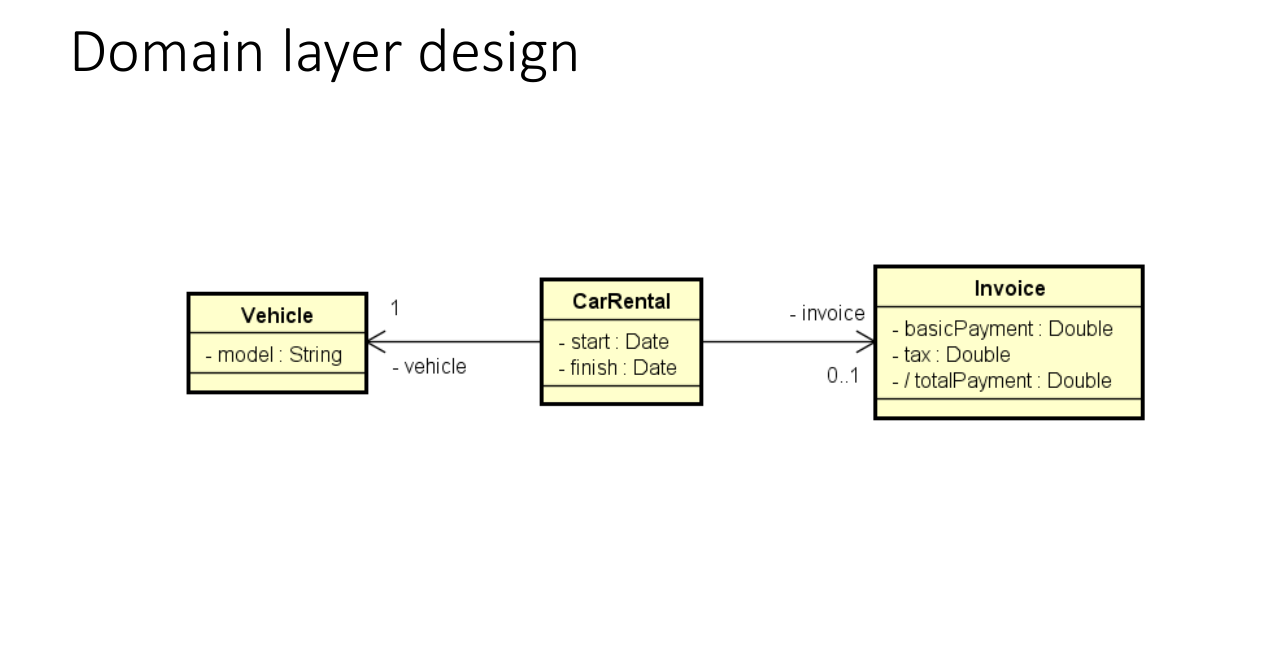 Domain layer design
Vehicle
- model : String
1
- vehicle
CarRental
- start : Date
- finish : Date
- invoice
0..1
Invoice
- basicPayment : Double
- tax : Double
- / totalPayment : Double